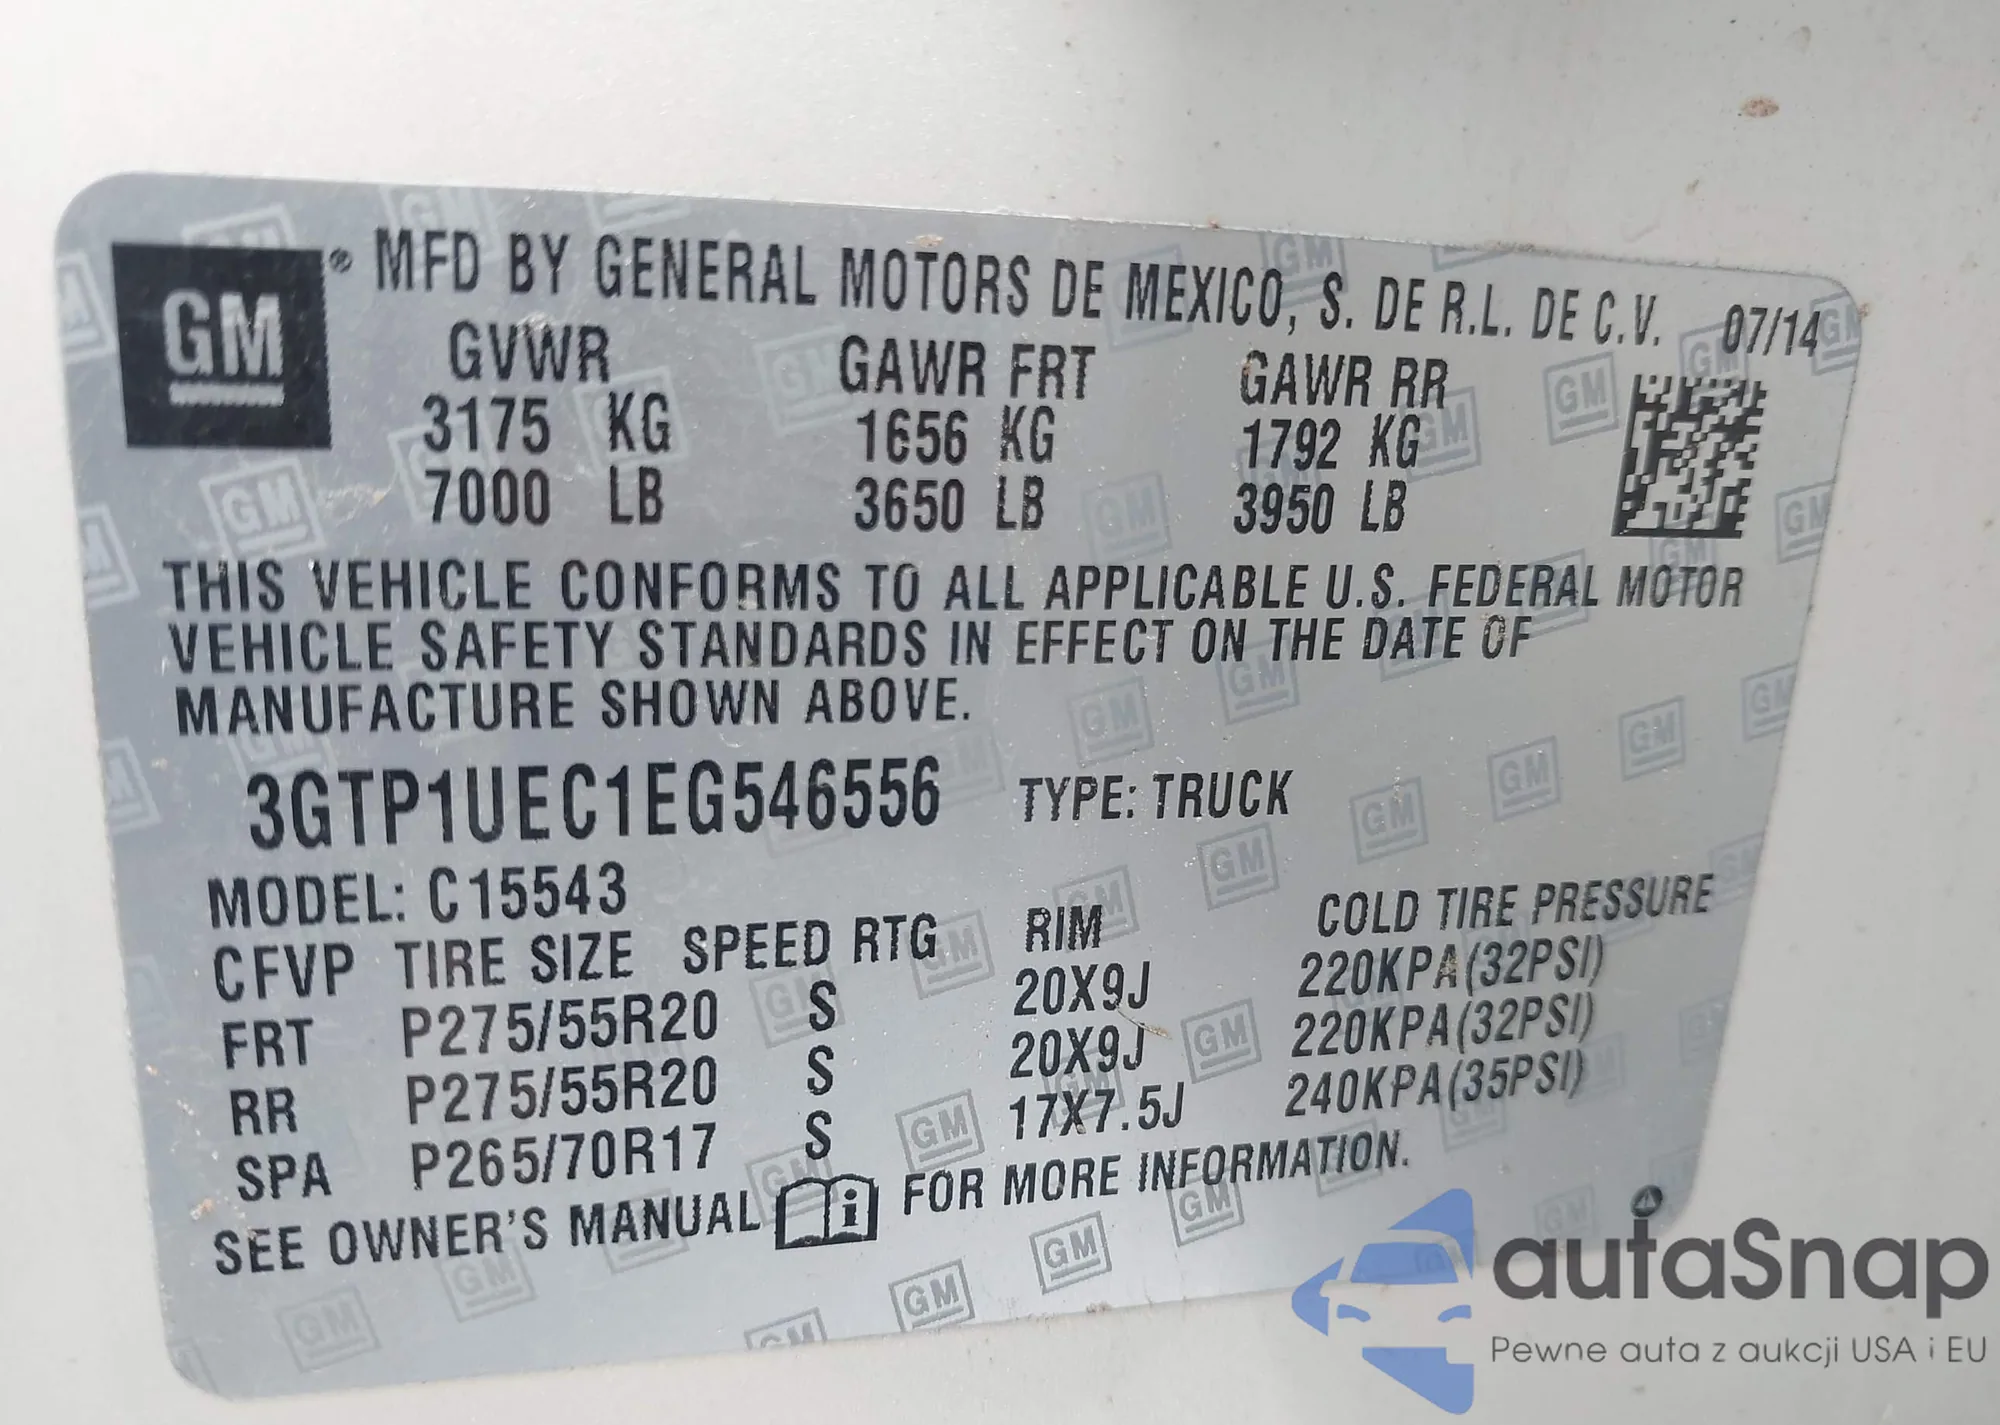 GM ® MFD BY GENERAL MOTORS DE MEXICO, S. DE R.L. DE C.V. 07/14
GVWR GAWR FRT GAWR RR
3175 KG 1656 KG 1792 KG
7000 LB 3650 LB 3950 LB
THIS VEHICLE CONFORMS TO ALL APPLICABLE U.S. FEDERAL MOTOR
VEHICLE SAFETY STANDARDS IN EFFECT ON THE DATE OF
MANUFACTURE SHOWN ABOVE.
3GTP1UEC1EG546556 TYPE: TRUCK
MODEL: C15543
CFVP TIRE SIZE SPEED RTG RIM COLD TIRE PRESSURE
FRT P275/55R20 S 20X9J 220KPA(32PSI)
RR P275/55R20 S 20X9J 220KPA(32PSI)
SPA P265/70R17 S 17X7.5J 240KPA(35PSI)
SEE OWNER'S MANUAL i FOR MORE INFORMATION.
autaSnap
Pewne auta z aukcji USA i EU